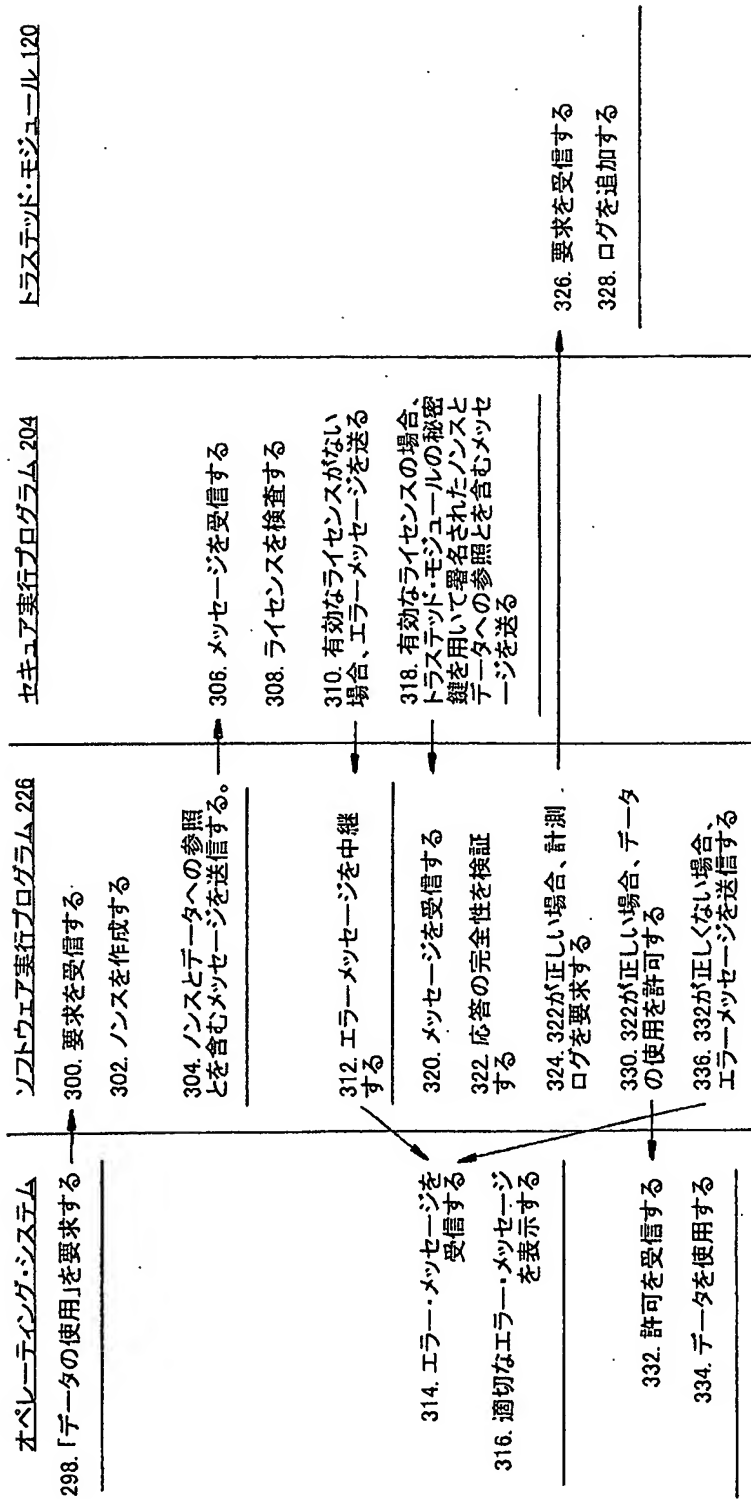 オペレーティング・システム
298. 「データの使用」を要求する
314. エラー・メッセージを
受信する
316. 適切なエラー・メッセージ
を表示する
332. 許可を受信する
334. データを使用する
ソフトウェア実行プログラム 226
300. 要求を受信する
302. ノンスを作成する
304. ノンスとデータへの参照
とを含むメッセージを送信する。
312. エラーメッセージを中継
する
320. メッセージを受信する
322. 応答の完全性を検証
する
324. 322が正しい場合、計測
ログを要求する
330. 322が正しい場合、データ
の使用を許可する
336. 332が正しくない場合、
エラーメッセージを送信する
セキュア実行プログラム 204
306. メッセージを受信する
308. ライセンスを検査する
310. 有効なライセンスがない
場合、エラーメッセージを送る
318. 有効なライセンスの場合、
トラステッド・モジュールの秘密
鍵を用いて署名されたノンスと
データへの参照とを含むメッセ
ージを送る
トラステッド・モジュール 120
326. 要求を受信する
328. ログを追加する